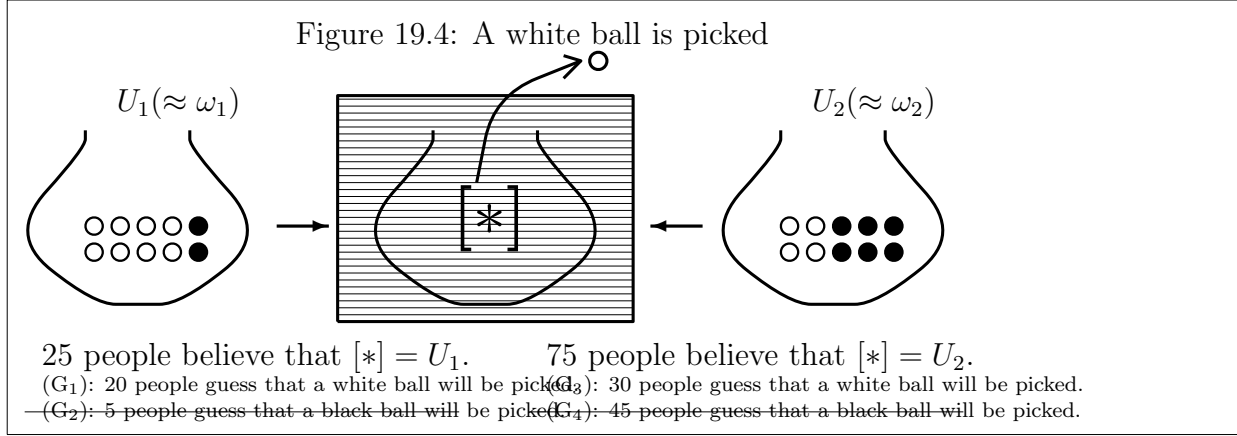 Figure 19.4: A white ball is picked
U₁(≈ ω₁)
U₂(≈ ω₂)
[*]
25 people believe that [∗] = U₁.
75 people believe that [∗] = U₂.
(G₁): 20 people guess that a white ball will be picked.
(G₃): 30 people guess that a white ball will be picked.
(G₂): 5 people guess that a black ball will be picked.
(G₄): 45 people guess that a black ball will be picked.